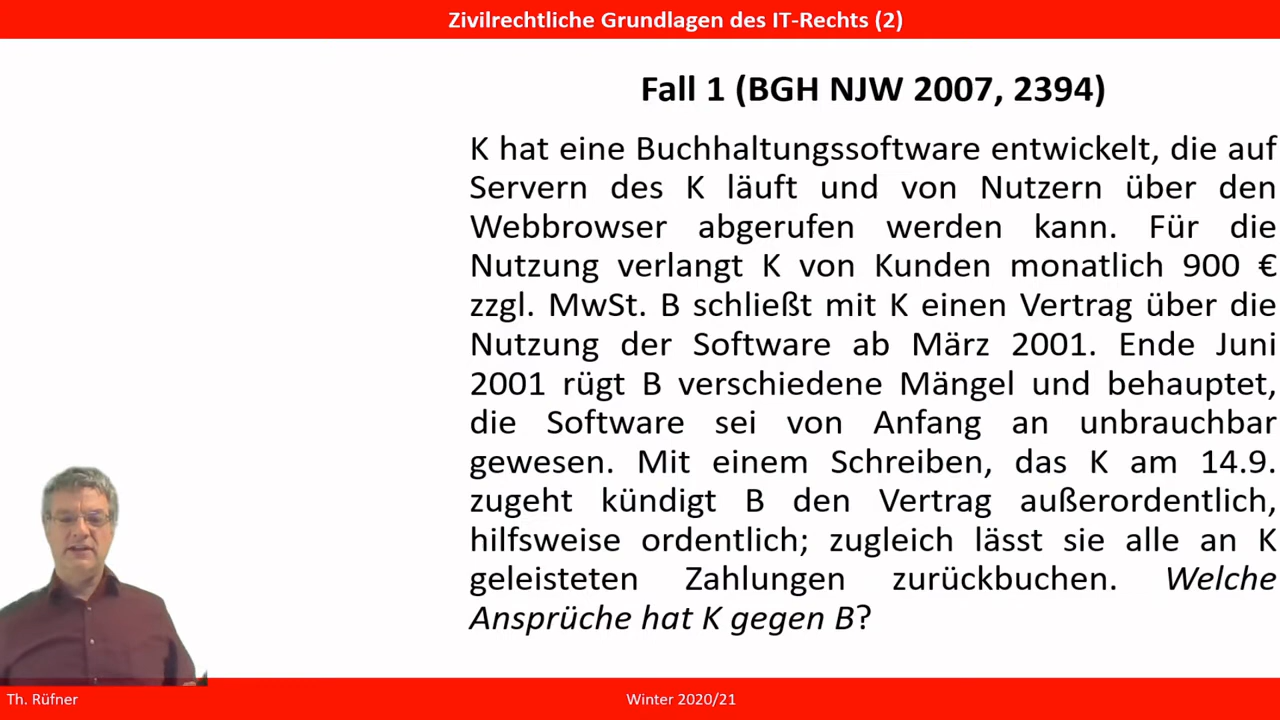 Zivilrechtliche Grundlagen des IT-Rechts (2)
Fall 1 (BGH NJW 2007, 2394)
K hat eine Buchhaltungssoftware entwickelt, die auf
Servern des K läuft und von Nutzern über den
Webbrowser abgerufen werden kann. Für die
Nutzung verlangt K von Kunden monatlich 900 €
zzgl. MwSt. B schließt mit K einen Vertrag über die
Nutzung der Software ab März 2001. Ende Juni
2001 rügt B verschiedene Mängel und behauptet,
die Software sei von Anfang an unbrauchbar
gewesen. Mit einem Schreiben, das K am 14.9.
zugeht kündigt B den Vertrag außerordentlich,
hilfsweise ordentlich; zugleich lässt sie alle an K
geleisteten Zahlungen zurückbuchen. Welche
Ansprüche hat K gegen B?
Th. Rüfner
Winter 2020/21